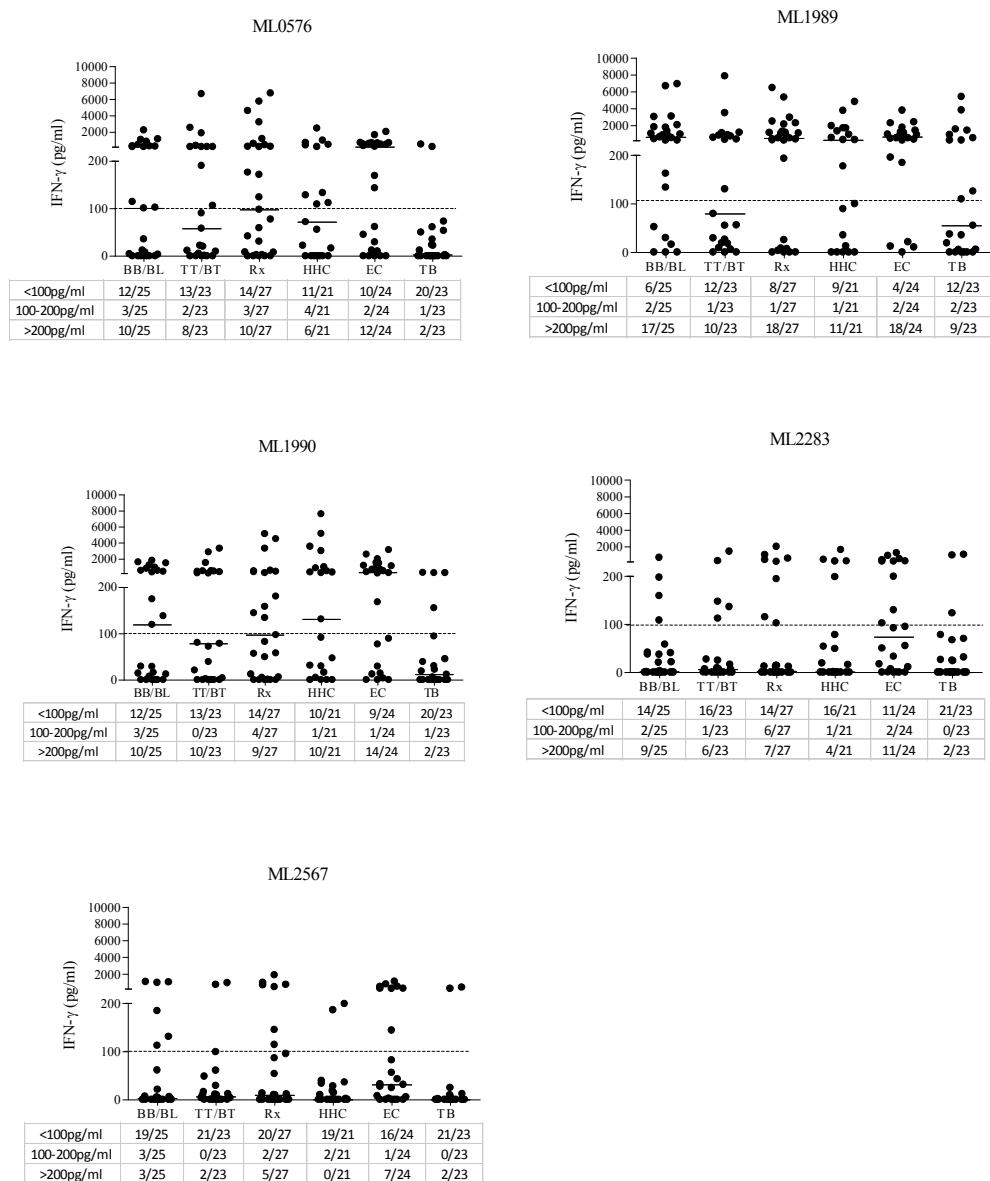 ML0576
10000
8000
6000
4000
2000
200
100
0
IFN-γ (pg/ml)
BB/BL TT/BT Rx HHC EC TB
<100pg/ml 12/25 13/23 14/27 11/21 10/24 20/23
100-200pg/ml 3/25 2/23 3/27 4/21 2/24 1/23
>200pg/ml 10/25 8/23 10/27 6/21 12/24 2/23
ML1989
10000
8000
6000
4000
2000
200
100
0
IFN-γ (pg/ml)
BB/BL TT/BT Rx HHC EC TB
<100pg/ml 6/25 12/23 8/27 9/21 4/24 12/23
100-200pg/ml 2/25 1/23 1/27 1/21 2/24 2/23
>200pg/ml 17/25 10/23 18/27 11/21 18/24 9/23
ML1990
10000
8000
6000
4000
2000
200
100
0
IFN-γ (pg/ml)
BB/BL TT/BT Rx HHC EC TB
<100pg/ml 12/25 13/23 14/27 10/21 9/24 20/23
100-200pg/ml 3/25 0/23 4/27 1/21 1/24 1/23
>200pg/ml 10/25 10/23 9/27 10/21 14/24 2/23
ML2283
10000
8000
6000
4000
2000
200
100
0
IFN-γ (pg/ml)
BB/BL TT/BT Rx HHC EC TB
<100pg/ml 14/25 16/23 14/27 16/21 11/24 21/23
100-200pg/ml 2/25 1/23 6/27 1/21 2/24 0/23
>200pg/ml 9/25 6/23 7/27 4/21 11/24 2/23
ML2567
10000
8000
6000
4000
2000
200
100
0
IFN-γ (pg/ml)
BB/BL TT/BT Rx HHC EC TB
<100pg/ml 19/25 21/23 20/27 19/21 16/24 21/23
100-200pg/ml 3/25 0/23 2/27 2/21 1/24 0/23
>200pg/ml 3/25 2/23 5/27 0/21 7/24 2/23